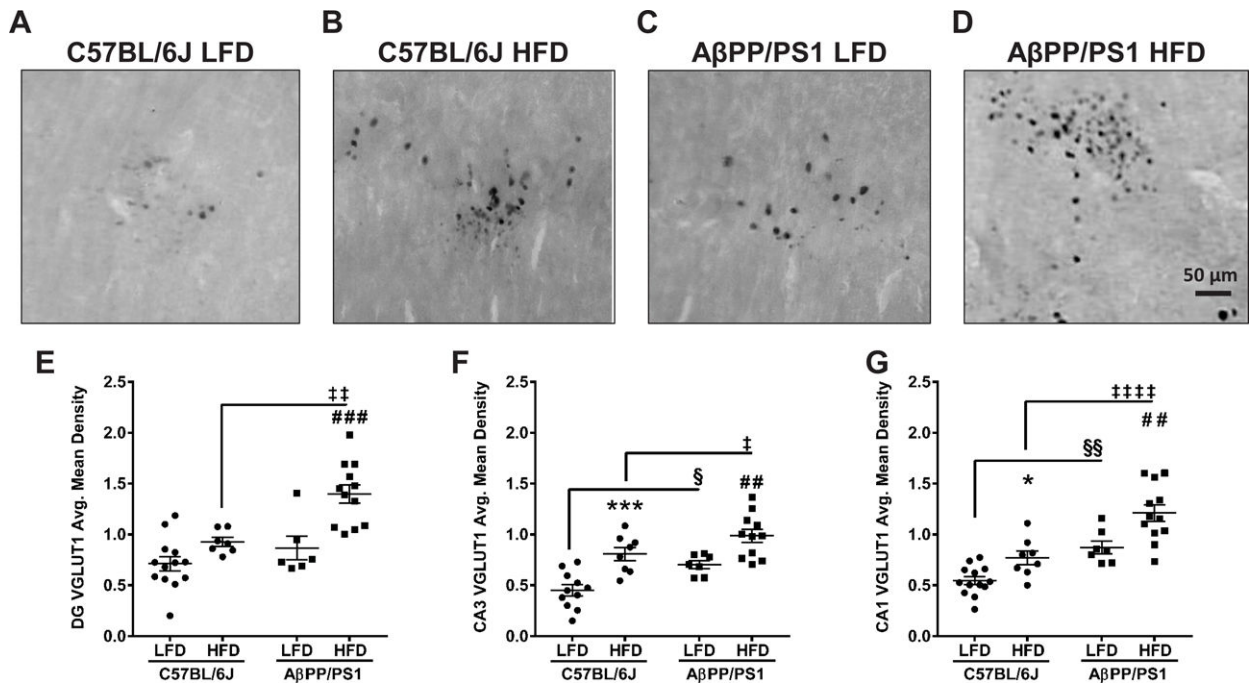 A
B
C
D
C57BL/6J LFD
C57BL/6J HFD
AβPP/PS1 LFD
AβPP/PS1 HFD
50 μm
E
DG VGLUT1 Avg. Mean Density
2.5
2.0
1.5
1.0
0.5
0.0
‡‡
###
LFD
HFD
LFD
HFD
C57BL/6J
AβPP/PS1
F
CA3 VGLUT1 Avg. Mean Density
2.5
2.0
1.5
1.0
0.5
0.0
‡
§
***
##
LFD
HFD
LFD
HFD
C57BL/6J
AβPP/PS1
G
CA1 VGLUT1 Avg. Mean Density
2.5
2.0
1.5
1.0
0.5
0.0
‡‡‡‡
##
§§
*
LFD
HFD
LFD
HFD
C57BL/6J
AβPP/PS1